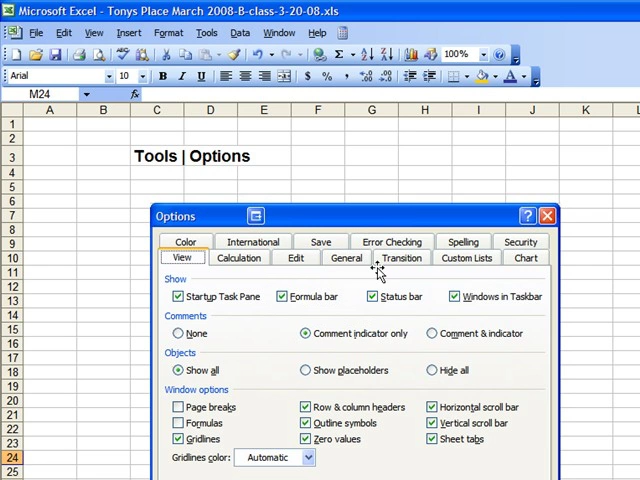 Microsoft Excel - Tonys Place March 2008-B-class-3-20-08.xls
File Edit View Insert Format Tools Data Window Help
100%
Arial 10 B I U $ %
M24 fx
A B C D E F G H I J K L
1
2
3 Tools | Options
4
5
6
7
8
9
10
11
12
13
14
15
16
17
18
19
20
21
22
23
24
25
Options
Color International Save Error Checking Spelling Security
View Calculation Edit General Transition Custom Lists Chart
Show
Startup Task Pane Formula bar Status bar Windows in Taskbar
Comments
None Comment indicator only Comment & indicator
Objects
Show all Show placeholders Hide all
Window options
Page breaks Row & column headers Horizontal scroll bar
Formulas Outline symbols Vertical scroll bar
Gridlines Zero values Sheet tabs
Gridlines color: Automatic